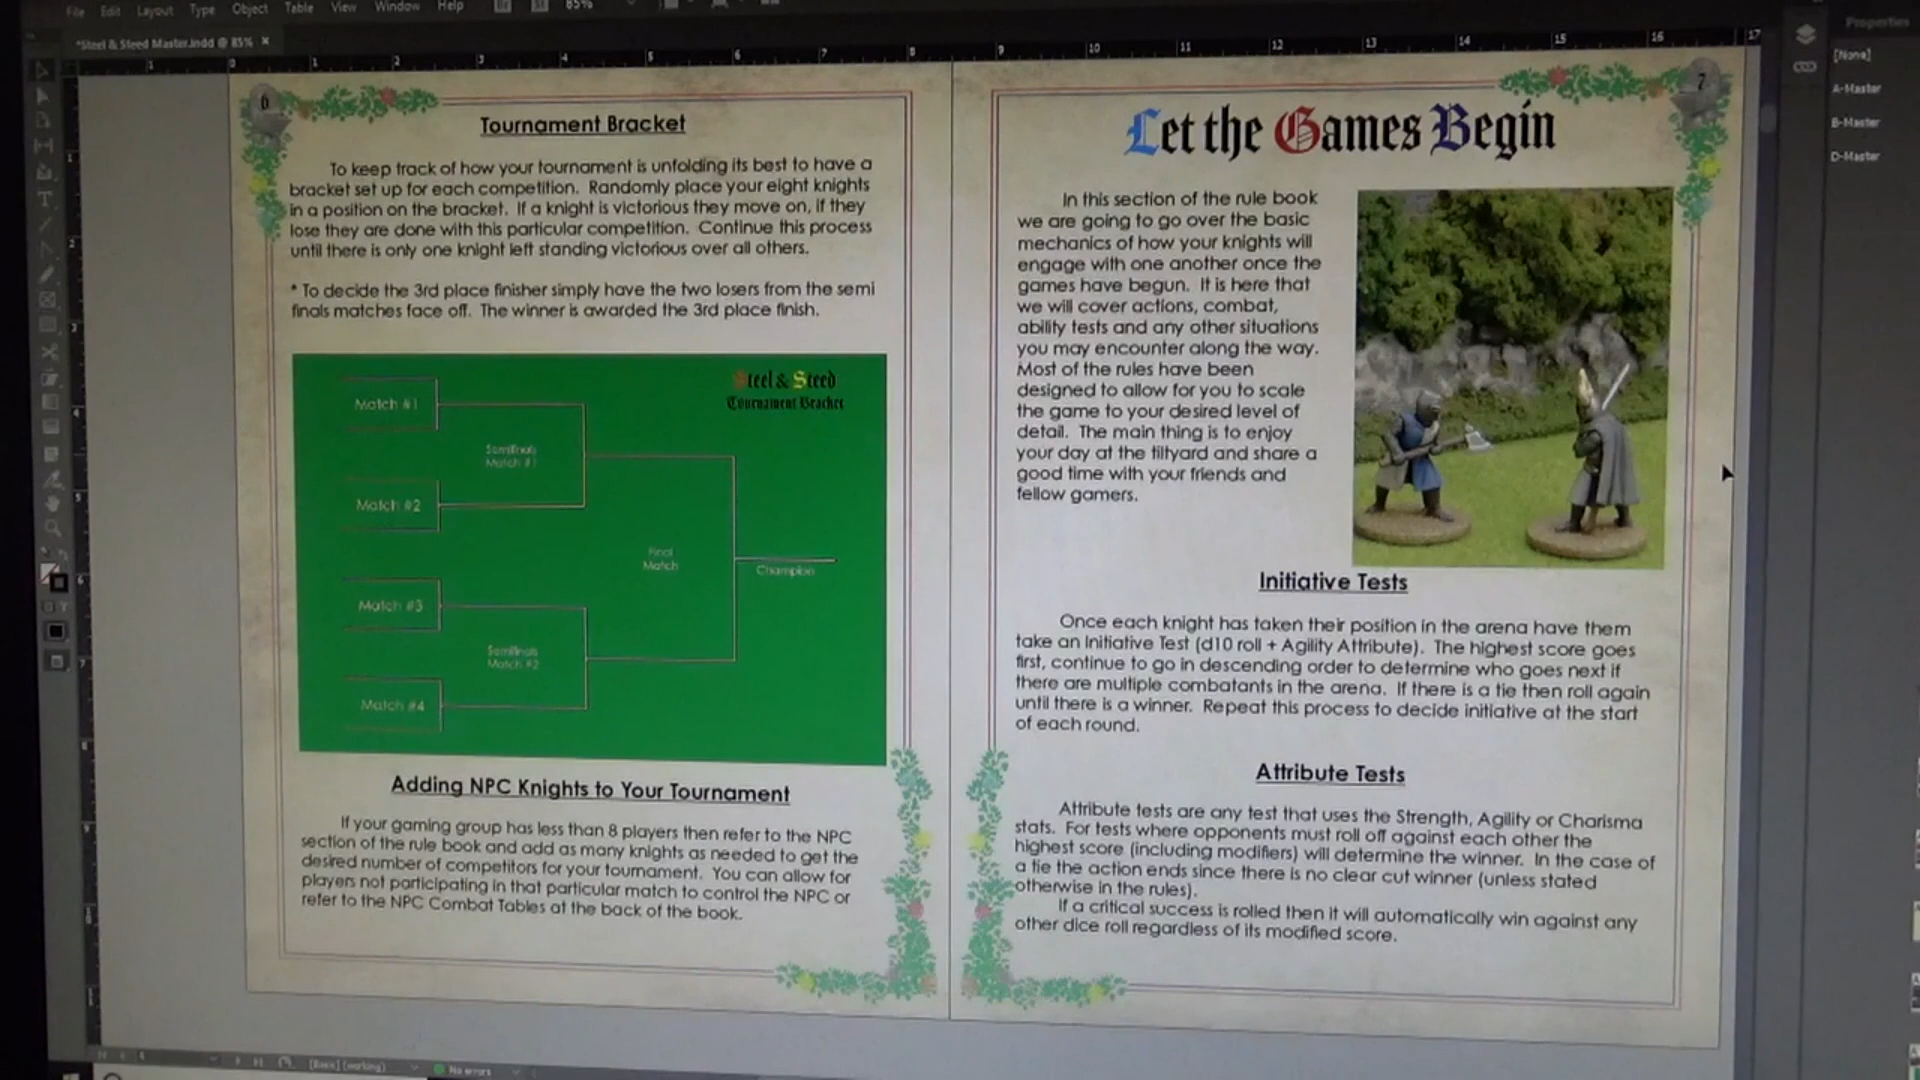 File Edit Layout Type Object Table View Window Help
85%
*Steel & Steed Master.indd @ 85% ×
Properties
[None]
A-Master
B-Master
D-Master
6
Tournament Bracket
To keep track of how your tournament is unfolding its best to have a
bracket set up for each competition. Randomly place your eight knights
in a position on the bracket. If a knight is victorious they move on, if they
lose they are done with this particular competition. Continue this process
until there is only one knight left standing victorious over all others.
* To decide the 3rd place finisher simply have the two losers from the semi
finals matches face off. The winner is awarded the 3rd place finish.
Steel & Steed
Tournament Bracket
Match #1
Semifinals
Match #1
Match #2
Final
Match
Champion
Match #3
Semifinals
Match #2
Match #4
Adding NPC Knights to Your Tournament
If your gaming group has less than 8 players then refer to the NPC
section of the rule book and add as many knights as needed to get the
desired number of competitors for your tournament. You can allow for
players not participating in that particular match to control the NPC or
refer to the NPC Combat Tables at the back of the book.
7
Let the Games Begin
In this section of the rule book
we are going to go over the basic
mechanics of how your knights will
engage with one another once the
games have begun. It is here that
we will cover actions, combat,
ability tests and any other situations
you may encounter along the way.
Most of the rules have been
designed to allow for you to scale
the game to your desired level of
detail. The main thing is to enjoy
your day at the tiltyard and share a
good time with your friends and
fellow gamers.
Initiative Tests
Once each knight has taken their position in the arena have them
take an Initiative Test (d10 roll + Agility Attribute). The highest score goes
first, continue to go in descending order to determine who goes next if
there are multiple combatants in the arena. If there is a tie then roll again
until there is a winner. Repeat this process to decide initiative at the start
of each round.
Attribute Tests
Attribute tests are any test that uses the Strength, Agility or Charisma
stats. For tests where opponents must roll off against each other the
highest score (including modifiers) will determine the winner. In the case of
a tie the action ends since there is no clear cut winner (unless stated
otherwise in the rules).
If a critical success is rolled then it will automatically win against any
other dice roll regardless of its modified score.
[Basic] (working)
No errors